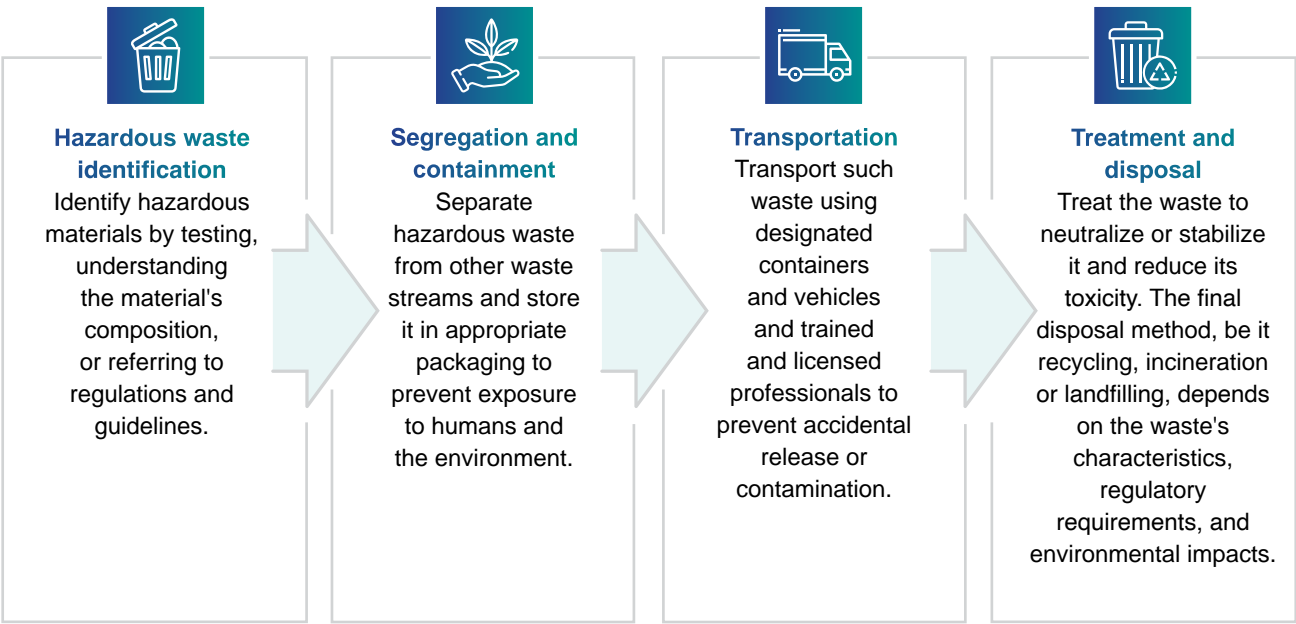 Hazardous waste
identification
Identify hazardous
materials by testing,
understanding
the material's
composition,
or referring to
regulations and
guidelines.
Segregation and
containment
Separate
hazardous waste
from other waste
streams and store
it in appropriate
packaging to
prevent exposure
to humans and
the environment.
Transportation
Transport such
waste using
designated
containers
and vehicles
and trained
and licensed
professionals to
prevent accidental
release or
contamination.
Treatment and
disposal
Treat the waste to
neutralize or stabilize
it and reduce its
toxicity. The final
disposal method, be it
recycling, incineration
or landfilling, depends
on the waste's
characteristics,
regulatory
requirements, and
environmental impacts.